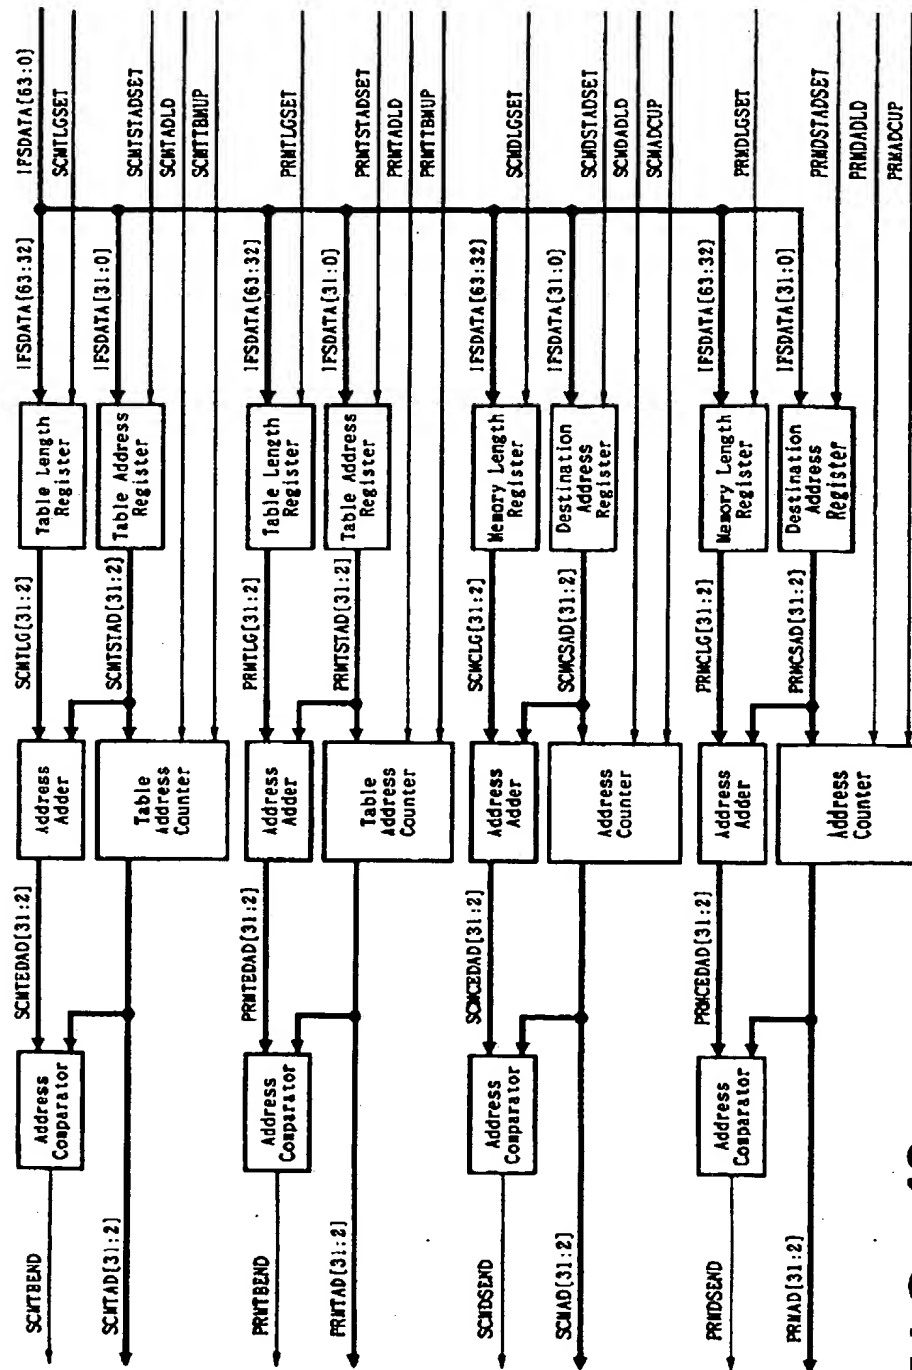 SCMTBEND
Address
Comparator
SCMTEDAD[31:2]
Address
Adder
SCMTLG[31:2]
Table Length
Register
IFSDATA[63:32]
IFSDATA[63:0]
SCMTLGSET
SCMTAD[31:2]
Table
Address
Counter
SCMTSTAD[31:2]
Table Address
Register
IFSDATA[31:0]
SCMTSTADSET
SCMTADLD
SCMTTBMUP
PRMTBEND
Address
Comparator
PRMTEDAD[31:2]
Address
Adder
PRMTLG[31:2]
Table Length
Register
IFSDATA[63:32]
PRMTLGSET
PRMTAD[31:2]
Table
Address
Counter
PRMTSTAD[31:2]
Table Address
Register
IFSDATA[31:0]
PRMTSTADSET
PRMTADLD
PRMTTBMUP
SCMDSEND
Address
Comparator
SCMCEDAD[31:2]
Address
Adder
SCMCLG[31:2]
Memory Length
Register
IFSDATA[63:32]
SCMDLGSET
SCMAD[31:2]
Address
Counter
SCMCSAD[31:2]
Destination
Address
Register
IFSDATA[31:0]
SCMDSTADSET
SCMDADLD
SCMADCUP
PRMDSEND
Address
Comparator
PRMCEDAD[31:2]
Address
Adder
PRMCLG[31:2]
Memory Length
Register
IFSDATA[63:32]
PRMDLGSET
PRMAD[31:2]
Address
Counter
PRMCSAD[31:2]
Destination
Address
Register
IFSDATA[31:0]
PRMDSTADSET
PRMDADLD
PRMADCUP